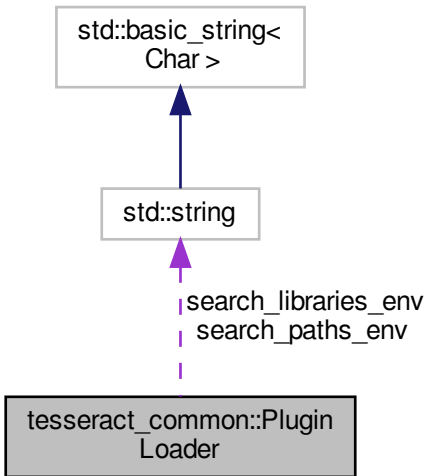 std::basic_string<
Char >
std::string
search_libraries_env
search_paths_env
tesseract_common::Plugin
Loader